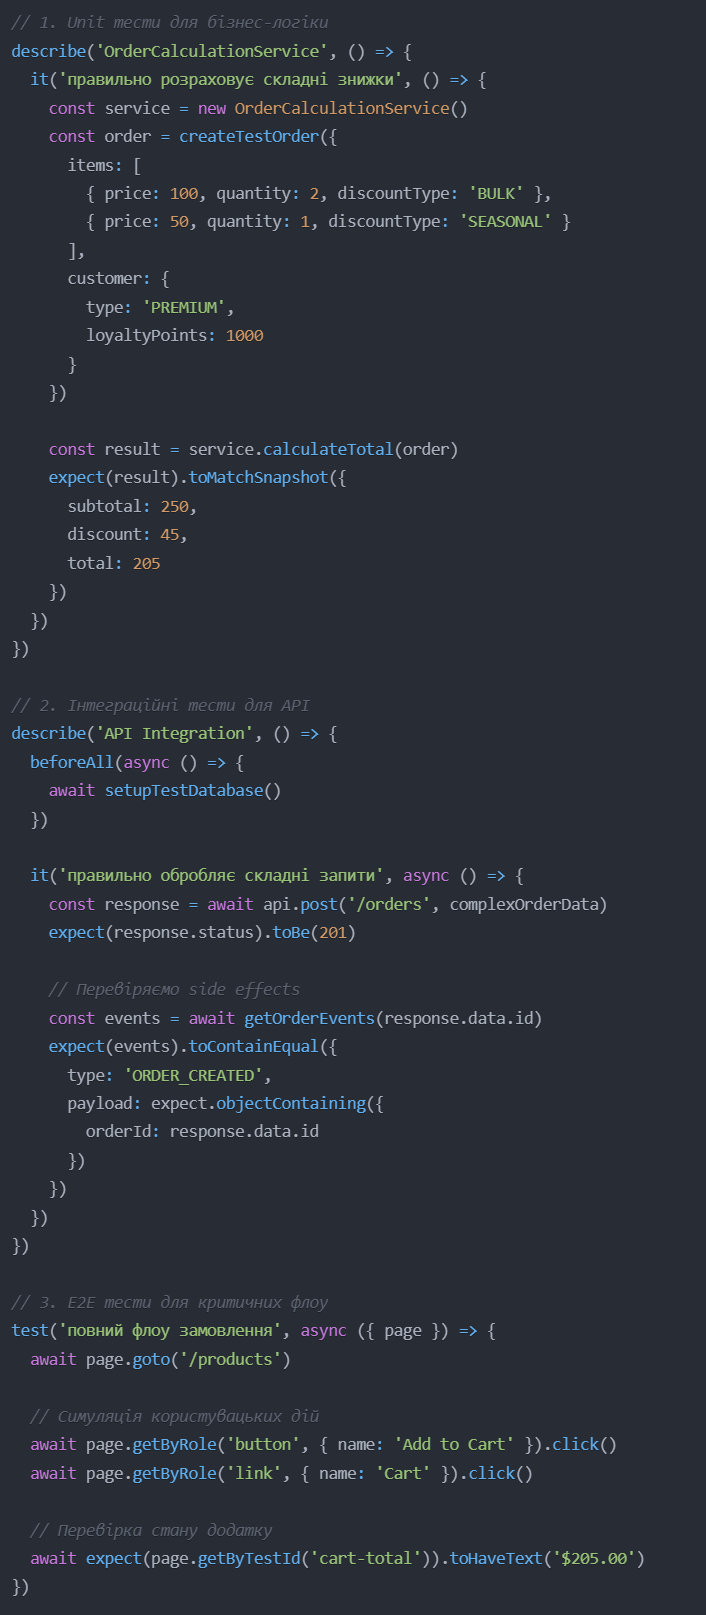 // 1. Unit тести для бізнес-логіки
describe('OrderCalculationService', () => {
  it('правильно розраховує складні знижки', () => {
    const service = new OrderCalculationService()
    const order = createTestOrder({
      items: [
        { price: 100, quantity: 2, discountType: 'BULK' },
        { price: 50, quantity: 1, discountType: 'SEASONAL' }
      ],
      customer: {
        type: 'PREMIUM',
        loyaltyPoints: 1000
      }
    })

    const result = service.calculateTotal(order)
    expect(result).toMatchSnapshot({
      subtotal: 250,
      discount: 45,
      total: 205
    })
  })
})

// 2. Інтеграційні тести для API
describe('API Integration', () => {
  beforeAll(async () => {
    await setupTestDatabase()
  })

  it('правильно обробляє складні запити', async () => {
    const response = await api.post('/orders', complexOrderData)
    expect(response.status).toBe(201)

    // Перевіряємо side effects
    const events = await getOrderEvents(response.data.id)
    expect(events).toContainEqual({
      type: 'ORDER_CREATED',
      payload: expect.objectContaining({
        orderId: response.data.id
      })
    })
  })
})

// 3. E2E тести для критичних флоу
test('повний флоу замовлення', async ({ page }) => {
  await page.goto('/products')

  // Симуляція користувацьких дій
  await page.getByRole('button', { name: 'Add to Cart' }).click()
  await page.getByRole('link', { name: 'Cart' }).click()

  // Перевірка стану додатку
  await expect(page.getByTestId('cart-total')).toHaveText('$205.00')
})